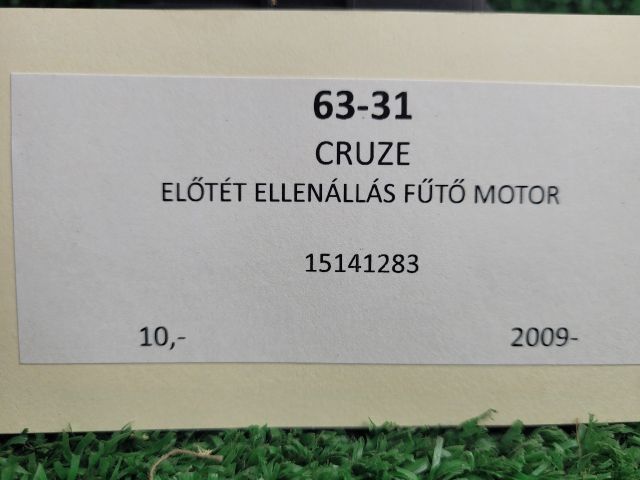 63-31
CRUZE
ELŐTÉT ELLENÁLLÁS FŰTŐ MOTOR
15141283
10,- 2009-